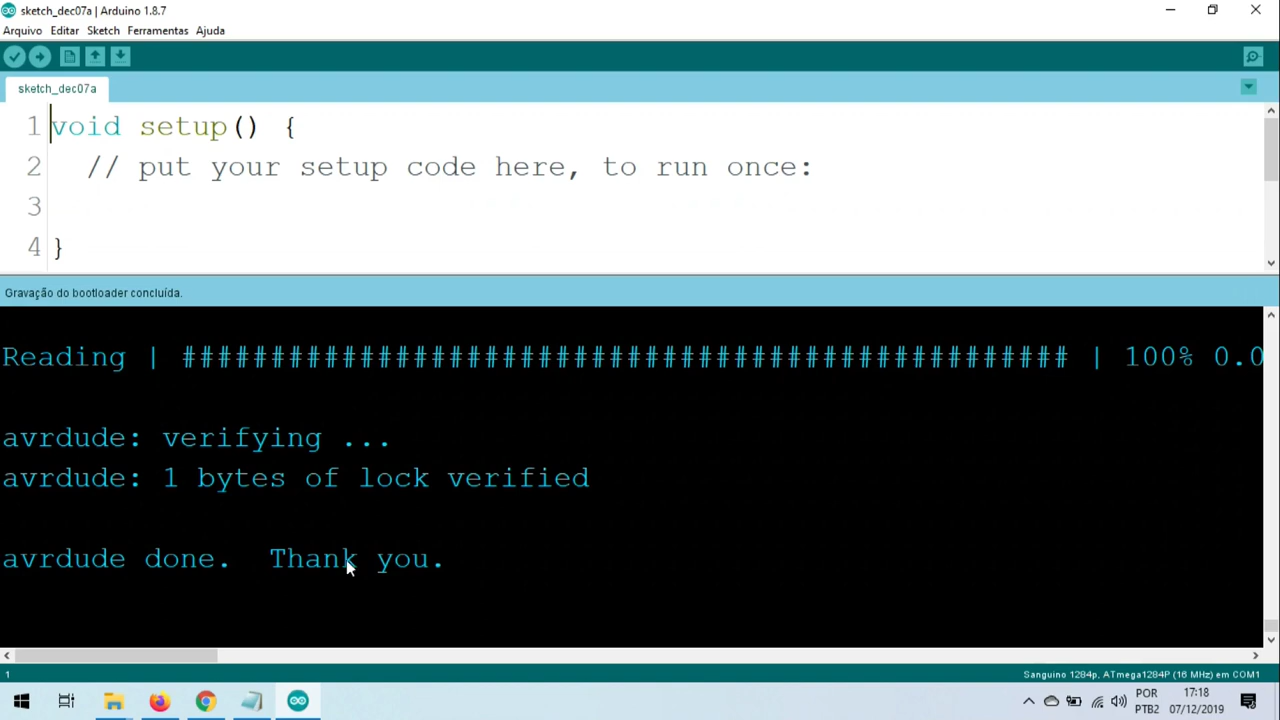 sketch_dec07a | Arduino 1.8.7
Arquivo Editar Sketch Ferramentas Ajuda
sketch_dec07a
1 void setup() {
2 // put your setup code here, to run once:
3
4 }
Gravação do bootloader concluída.
Reading | ################################################## | 100% 0.0
avrdude: verifying ...
avrdude: 1 bytes of lock verified
avrdude done.  Thank you.
1 Sanguino 1284p, ATmega1284P (16 MHz) em COM1
POR 17:18
PTB2 07/12/2019